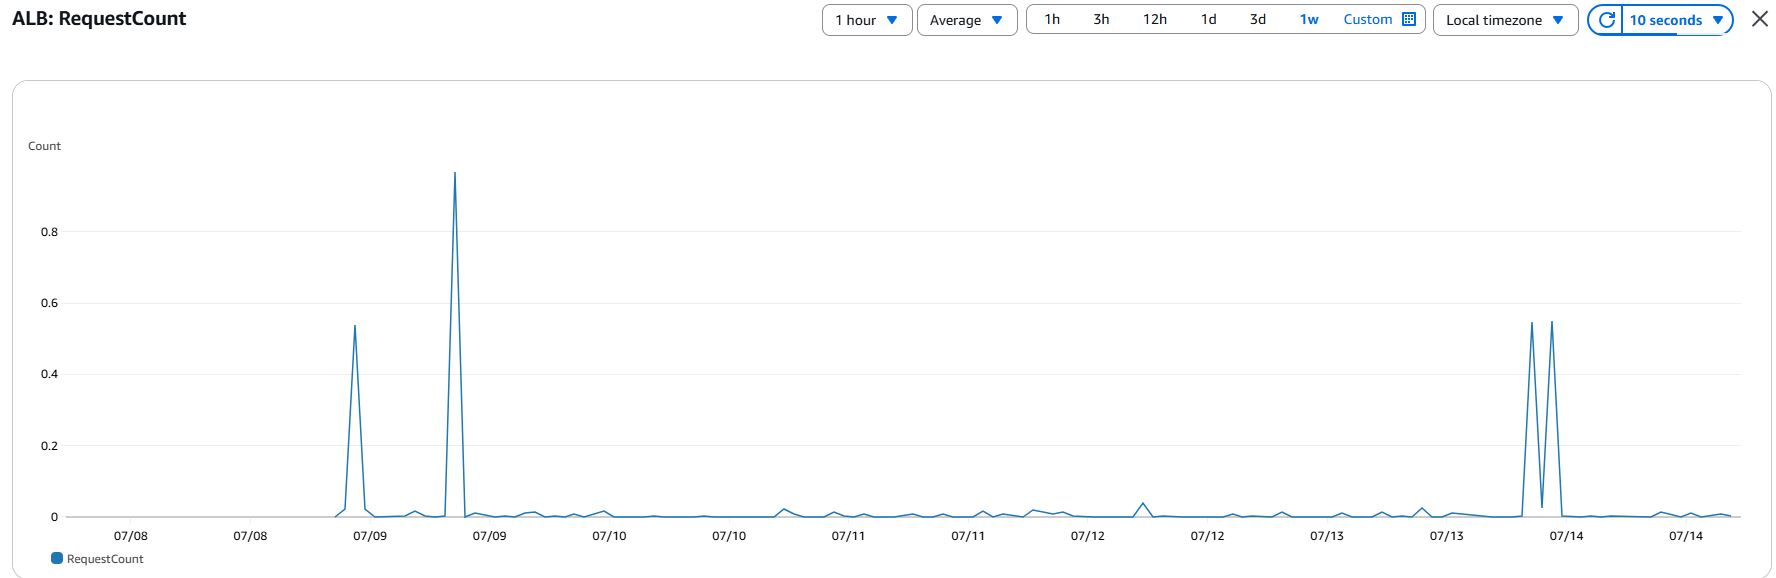 ALB: RequestCount
1 hour Average 1h 3h 12h 1d 3d 1w Custom Local timezone 10 seconds
Count
0.8
0.6
0.4
0.2
0
07/08 07/08 07/09 07/09 07/10 07/10 07/11 07/11 07/12 07/12 07/13 07/13 07/14 07/14
RequestCount